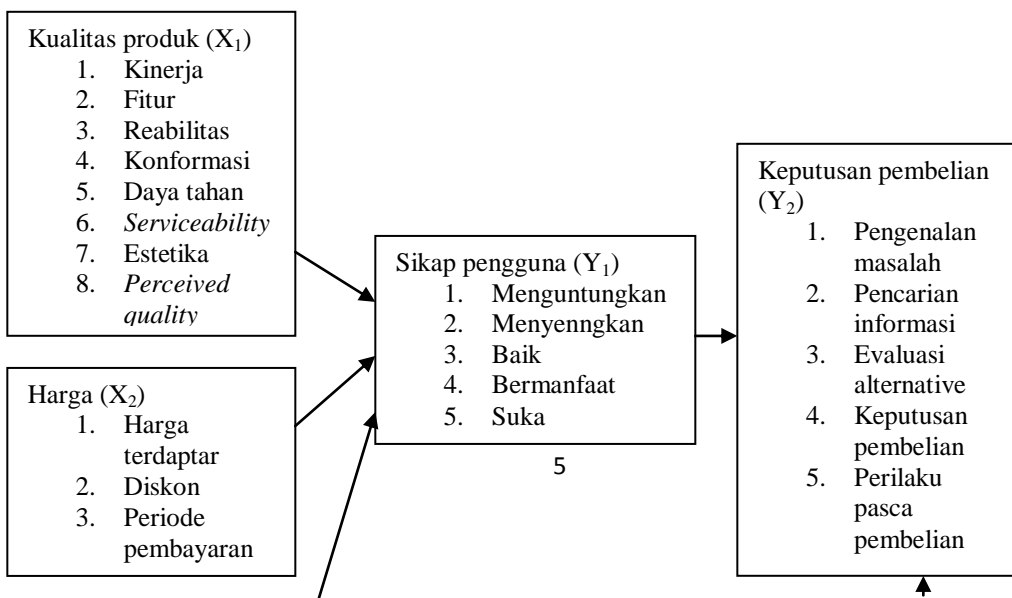 Kualitas produk (X₁)
1. Kinerja
2. Fitur
3. Reabilitas
4. Konformasi
5. Daya tahan
6. Serviceability
7. Estetika
8. Perceived
quality
Harga (X₂)
1. Harga
terdaptar
2. Diskon
3. Periode
pembayaran
Sikap pengguna (Y₁)
1. Menguntungkan
2. Menyenngkan
3. Baik
4. Bermanfaat
5. Suka
5
Keputusan pembelian
(Y₂)
1. Pengenalan
masalah
2. Pencarian
informasi
3. Evaluasi
alternative
4. Keputusan
pembelian
5. Perilaku
pasca
pembelian